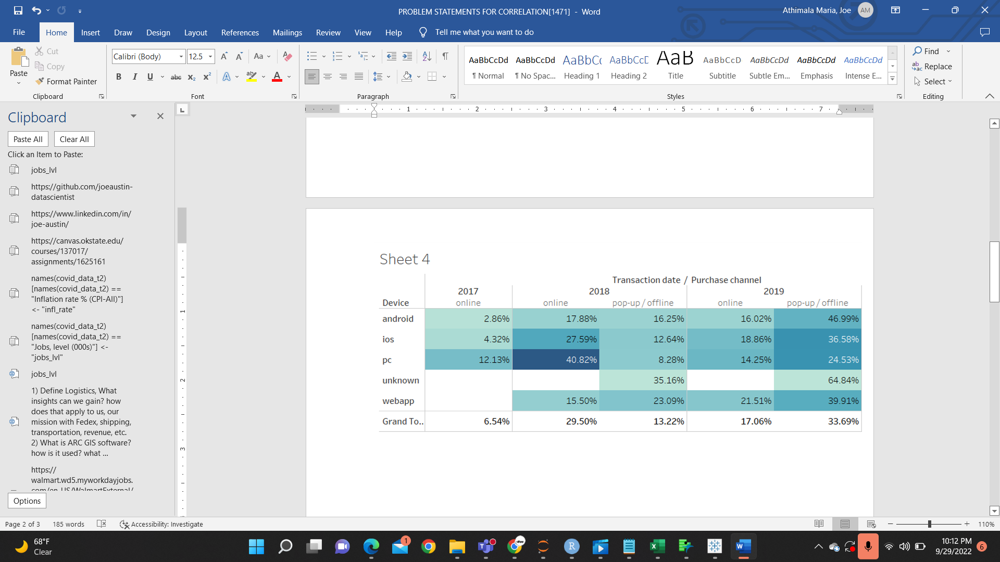 PROBLEM STATEMENTS FOR CORRELATION[1471] - Word
Athimala Maria, Joe AM
File Home Insert Draw Design Layout References Mailings Review View Help Tell me what you want to do
Paste
Cut
Copy
Format Painter
Clipboard
Calibri (Body) 12.5
Font
Paragraph
AaBbCcDd AaBbCcDd AaBbC AaBbCcD AaB AaBbCcD AaBbCcDd AaBbCcDd AaBbCcDd
¶ Normal ¶ No Spac... Heading 1 Heading 2 Title Subtitle Subtle Em... Emphasis Intense E...
Styles
Find
Replace
Select
Editing
Clipboard
Paste All Clear All
Click an Item to Paste:
jobs_lvl
https://github.com/joeaustin-
datascientist
https://www.linkedin.com/in/
joe-austin/
https://canvas.okstate.edu/
courses/137017/
assignments/1625161
names(covid_data_t2)
[names(covid_data_t2) ==
"Inflation rate % (CPI-All)"]
<- "infl_rate"
names(covid_data_t2)
[names(covid_data_t2) ==
"Jobs, level (000s)"] <-
"jobs_lvl"
jobs_lvl
1) Define Logistics, What
insights can we gain? how
does that apply to us, our
mission with Fedex, shipping,
transportation, revenue, etc.
2) What is ARC GIS software?
how is it used? what ...
https://
walmart.wd5.myworkdayjobs.
com/en-US/WalmartExternal/
Options
1 2 3 4 5 6 7
1
2
3
Sheet 4
Transaction date / Purchase channel
2017 2018 2019
Device online online pop-up / offline online pop-up / offline
android 2.86% 17.88% 16.25% 16.02% 46.99%
ios 4.32% 27.59% 12.64% 18.86% 36.58%
pc 12.13% 40.82% 8.28% 14.25% 24.53%
unknown 35.16% 64.84%
webapp 15.50% 23.09% 21.51% 39.91%
Grand To.. 6.54% 29.50% 13.22% 17.06% 33.69%
Page 2 of 3 185 words Accessibility: Investigate 110%
68°F
Clear
1
10:12 PM
9/29/2022
6